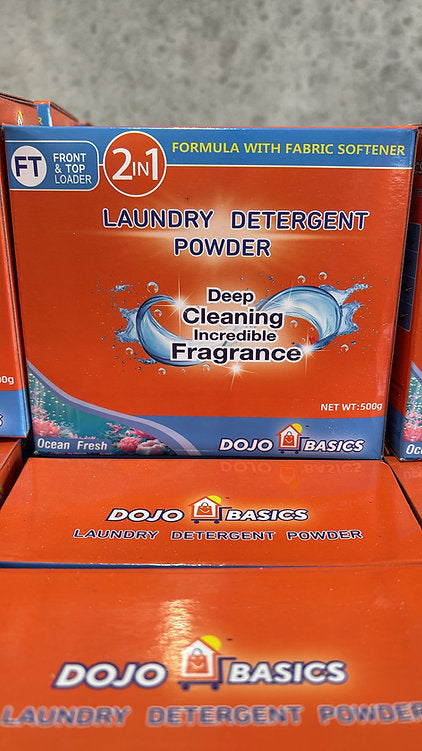 FT
FRONT
& TOP
LOADER
2IN1
FORMULA WITH FABRIC SOFTENER
LAUNDRY DETERGENT
POWDER
Deep
Cleaning
Incredible
Fragrance
NET WT:500g
Ocean Fresh
DOJO BASICS
DOJO BASICS
LAUNDRY DETERGENT POWDER
DOJO BASICS
LAUNDRY DETERGENT POWDER